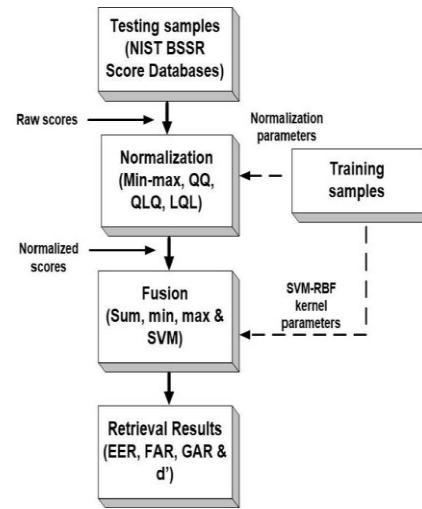 Testing samples
(NIST BSSR
Score Databases)
Raw scores
Normalization
parameters
Normalization
(Min-max, QQ,
QLQ, LQL)
Training
samples
Normalized
scores
Fusion
(Sum, min, max &
SVM)
SVM-RBF
kernel
parameters
Retrieval Results
(EER, FAR, GAR &
d’)